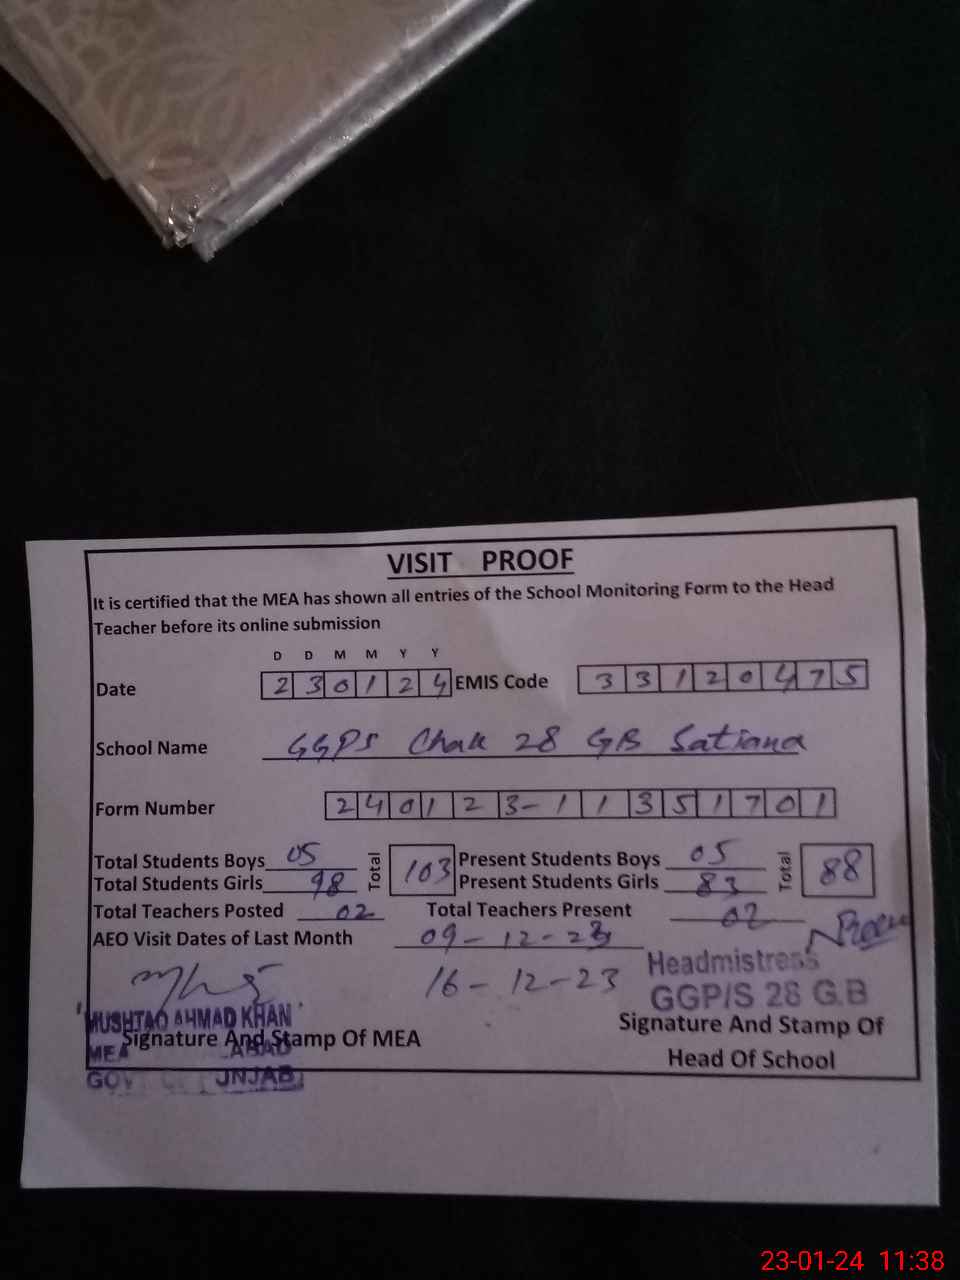 VISIT PROOF
It is certified that the MEA has shown all entries of the School Monitoring Form to the Head
Teacher before its online submission
D D M M Y Y
Date 2 3 0 1 2 4 EMIS Code 3 3 1 2 0 4 7 5
School Name GGPS Chak 28 GB Satiana
Form Number 2 4 0 1 2 3 - 1 1 3 5 1 7 0 1
Total Students Boys 05 Total 103 Present Students Boys 05 Total 88
Total Students Girls 98 Present Students Girls 83
Total Teachers Posted 02 Total Teachers Present 02
AEO Visit Dates of Last Month 09-12-23
16-12-23
Headmistress
GGP/S 28 G.B
MUSHTAQ AHMAD KHAN
Signature And Stamp Of MEA
MEA ABAD
UNJAB
Signature And Stamp Of
Head Of School
23-01-24 11:38